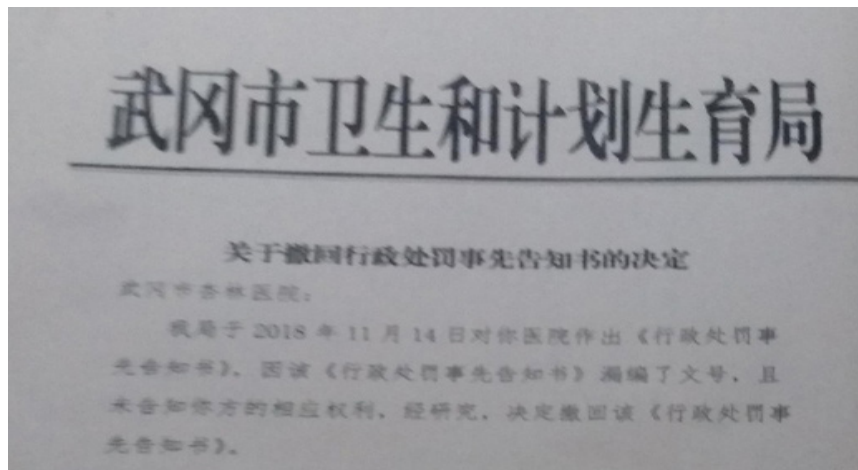 武冈市卫生和计划生育局
关于撤回行政处罚事先告知书的决定
武冈市杏林医院：
我局于 2018 年 11 月 14 日对你医院作出《行政处罚事
先告知书》，因该《行政处罚事先告知书》漏编了文号，且
未告知你方的相应权利，经研究，决定撤回该《行政处罚事
先告知书》。